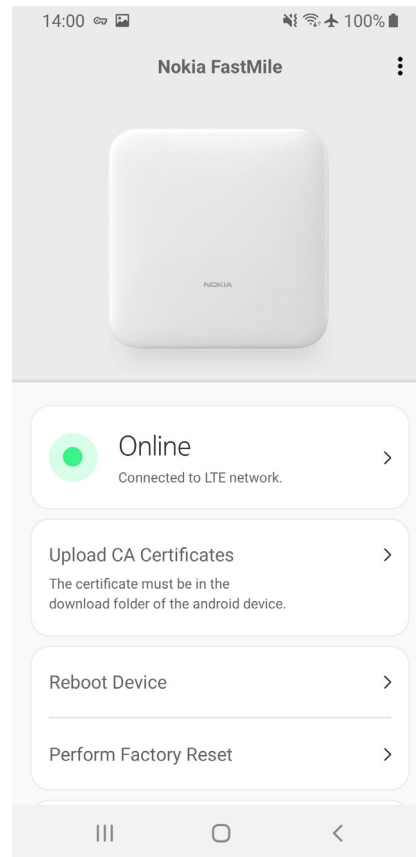 14:00 100%
Nokia FastMile
NOKIA
Online
Connected to LTE network.
Upload CA Certificates
The certificate must be in the
download folder of the android device.
Reboot Device
Perform Factory Reset